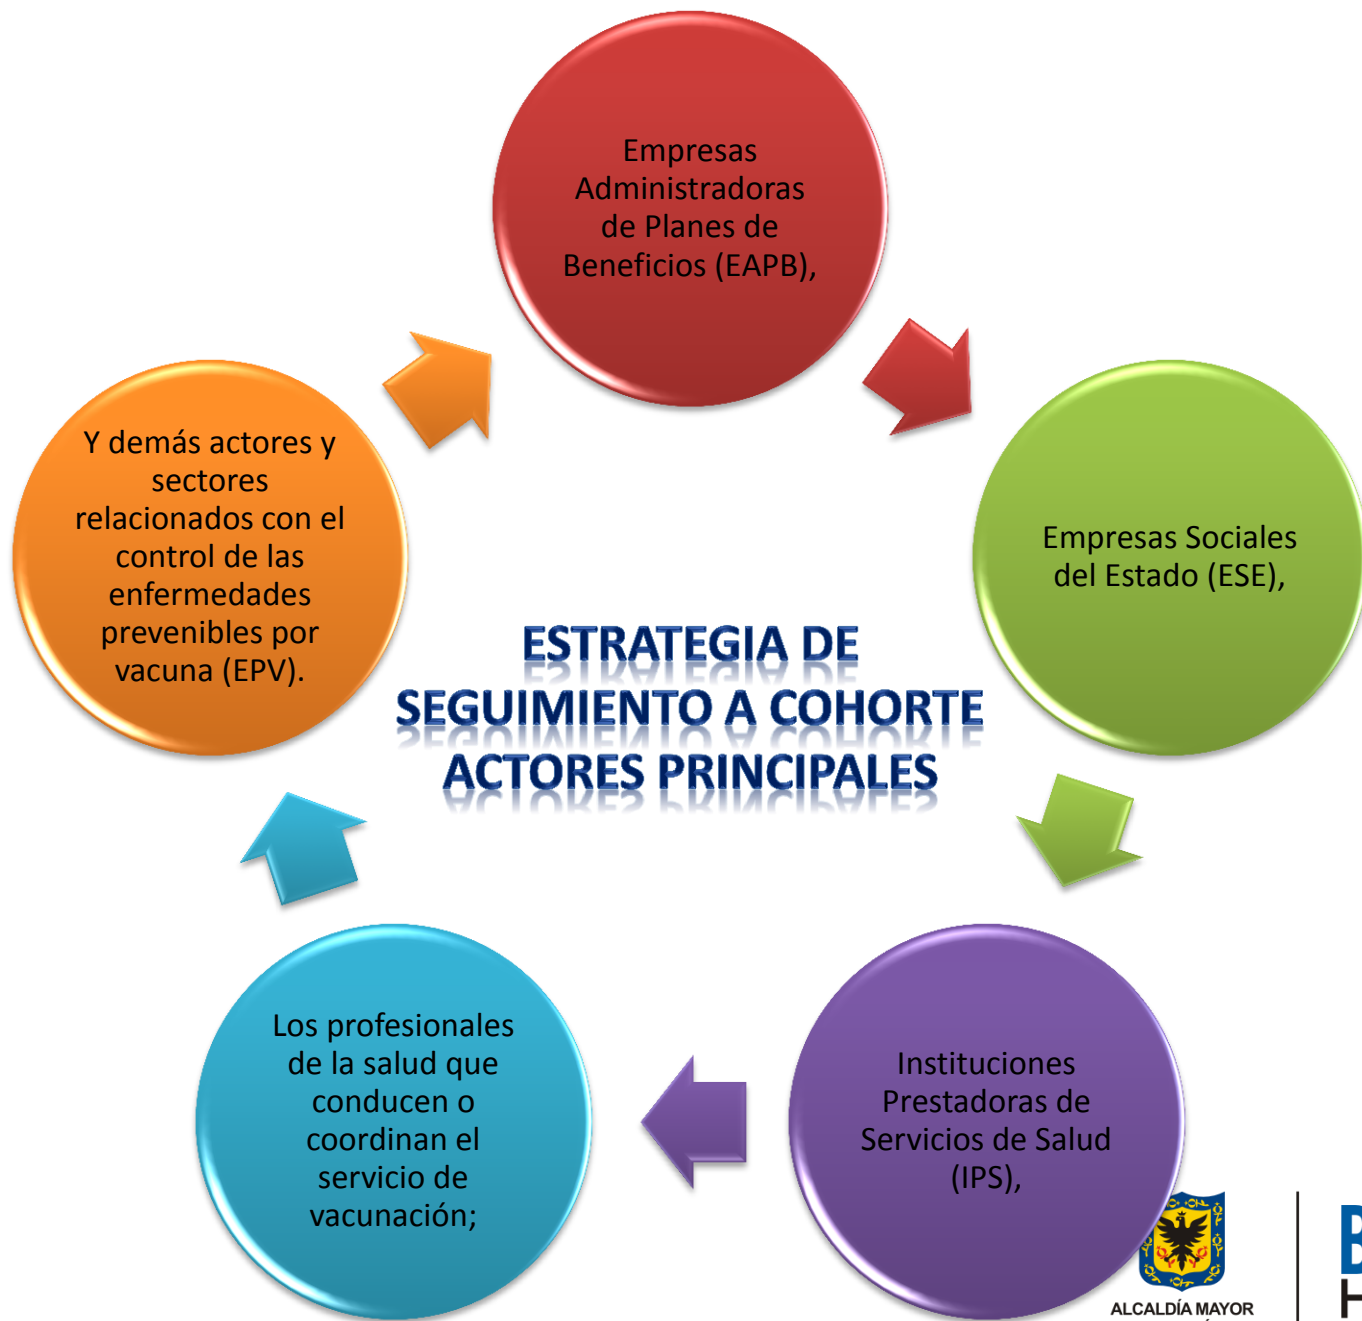 Empresas
Administradoras
de Planes de
Beneficios (EAPB),
Empresas Sociales
del Estado (ESE),
Instituciones
Prestadoras de
Servicios de Salud
(IPS),
Los profesionales
de la salud que
conducen o
coordinan el
servicio de
vacunación;
Y demás actores y
sectores
relacionados con el
control de las
enfermedades
prevenibles por
vacuna (EPV).
ESTRATEGIA DE
SEGUIMIENTO A COHORTE
ACTORES PRINCIPALES
ALCALDÍA MAYOR